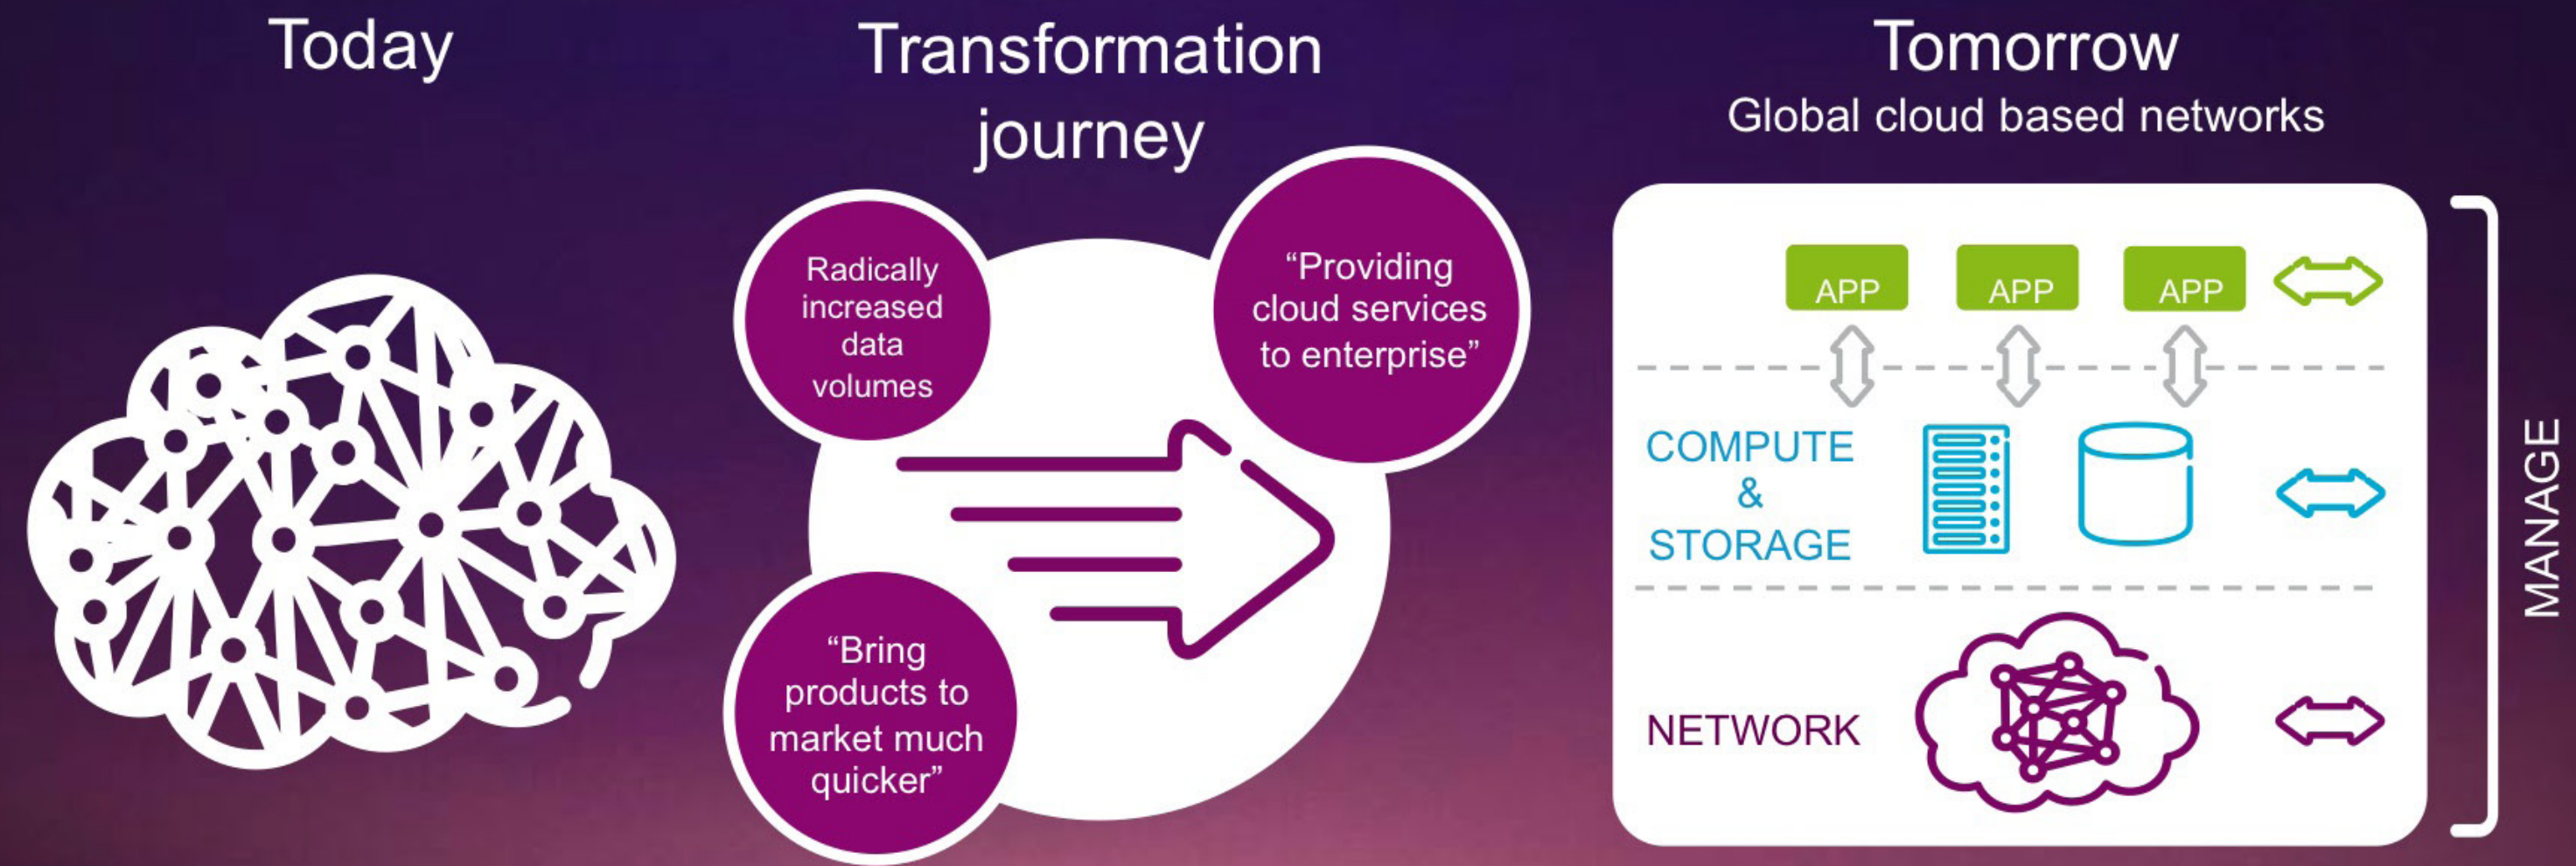 Today
Transformation
journey
Radically
increased
data
volumes
“Providing
cloud services
to enterprise”
“Bring
products to
market much
quicker”
Tomorrow
Global cloud based networks
APP APP APP
COMPUTE
&
STORAGE
NETWORK
MANAGE